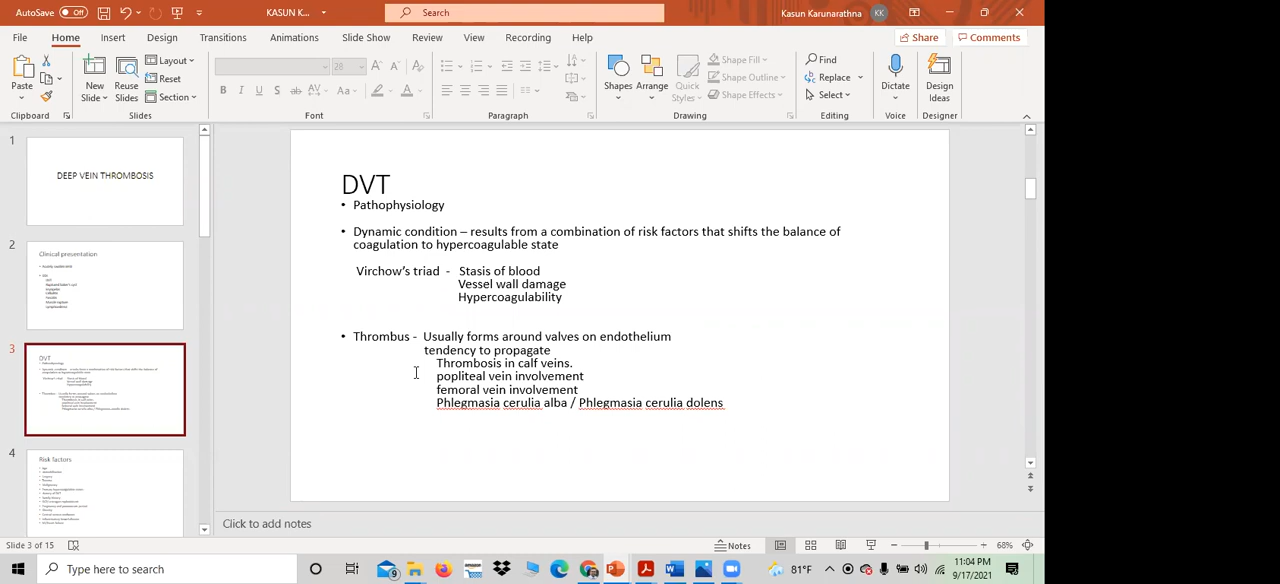 AutoSave Off
KASUN K...
Search
Kasun Karunarathna KK
File Home Insert Design Transitions Animations Slide Show Review View Recording Help
Share Comments
Paste
New Slide
Reuse Slides
Layout
Reset
Section
28
B I U S ab AV Aa A
Shapes
Arrange
Quick Styles
Shape Fill
Shape Outline
Shape Effects
Find
Replace
Select
Dictate
Design Ideas
Clipboard Slides Font Paragraph Drawing Editing Voice Designer
1
DEEP VEIN THROMBOSIS
2
Clinical presentation
3
DVT
4
Risk factors
DVT
• Pathophysiology
• Dynamic condition – results from a combination of risk factors that shifts the balance of
coagulation to hypercoagulable state
Virchow's triad - Stasis of blood
Vessel wall damage
Hypercoagulability
• Thrombus - Usually forms around valves on endothelium
tendency to propagate
Thrombosis in calf veins.
popliteal vein involvement
femoral vein involvement
Phlegmasia cerulia alba / Phlegmasia cerulia dolens
Click to add notes
Slide 3 of 15
Notes
68%
Type here to search
9
81°F
11:04 PM
9/17/2021